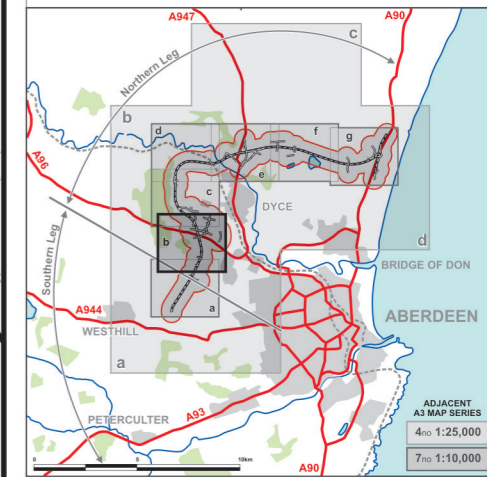 A947
A90
c
Northern Leg
b
d
f
g
A96
e
c
DYCE
b
d
Southern Leg
BRIDGE OF DON
A944
a
ABERDEEN
WESTHILL
a
ADJACENT
A3 MAP SERIES
PETERCULTER
A93
4no 1:25,000
7no 1:10,000
0
5
10km
A90